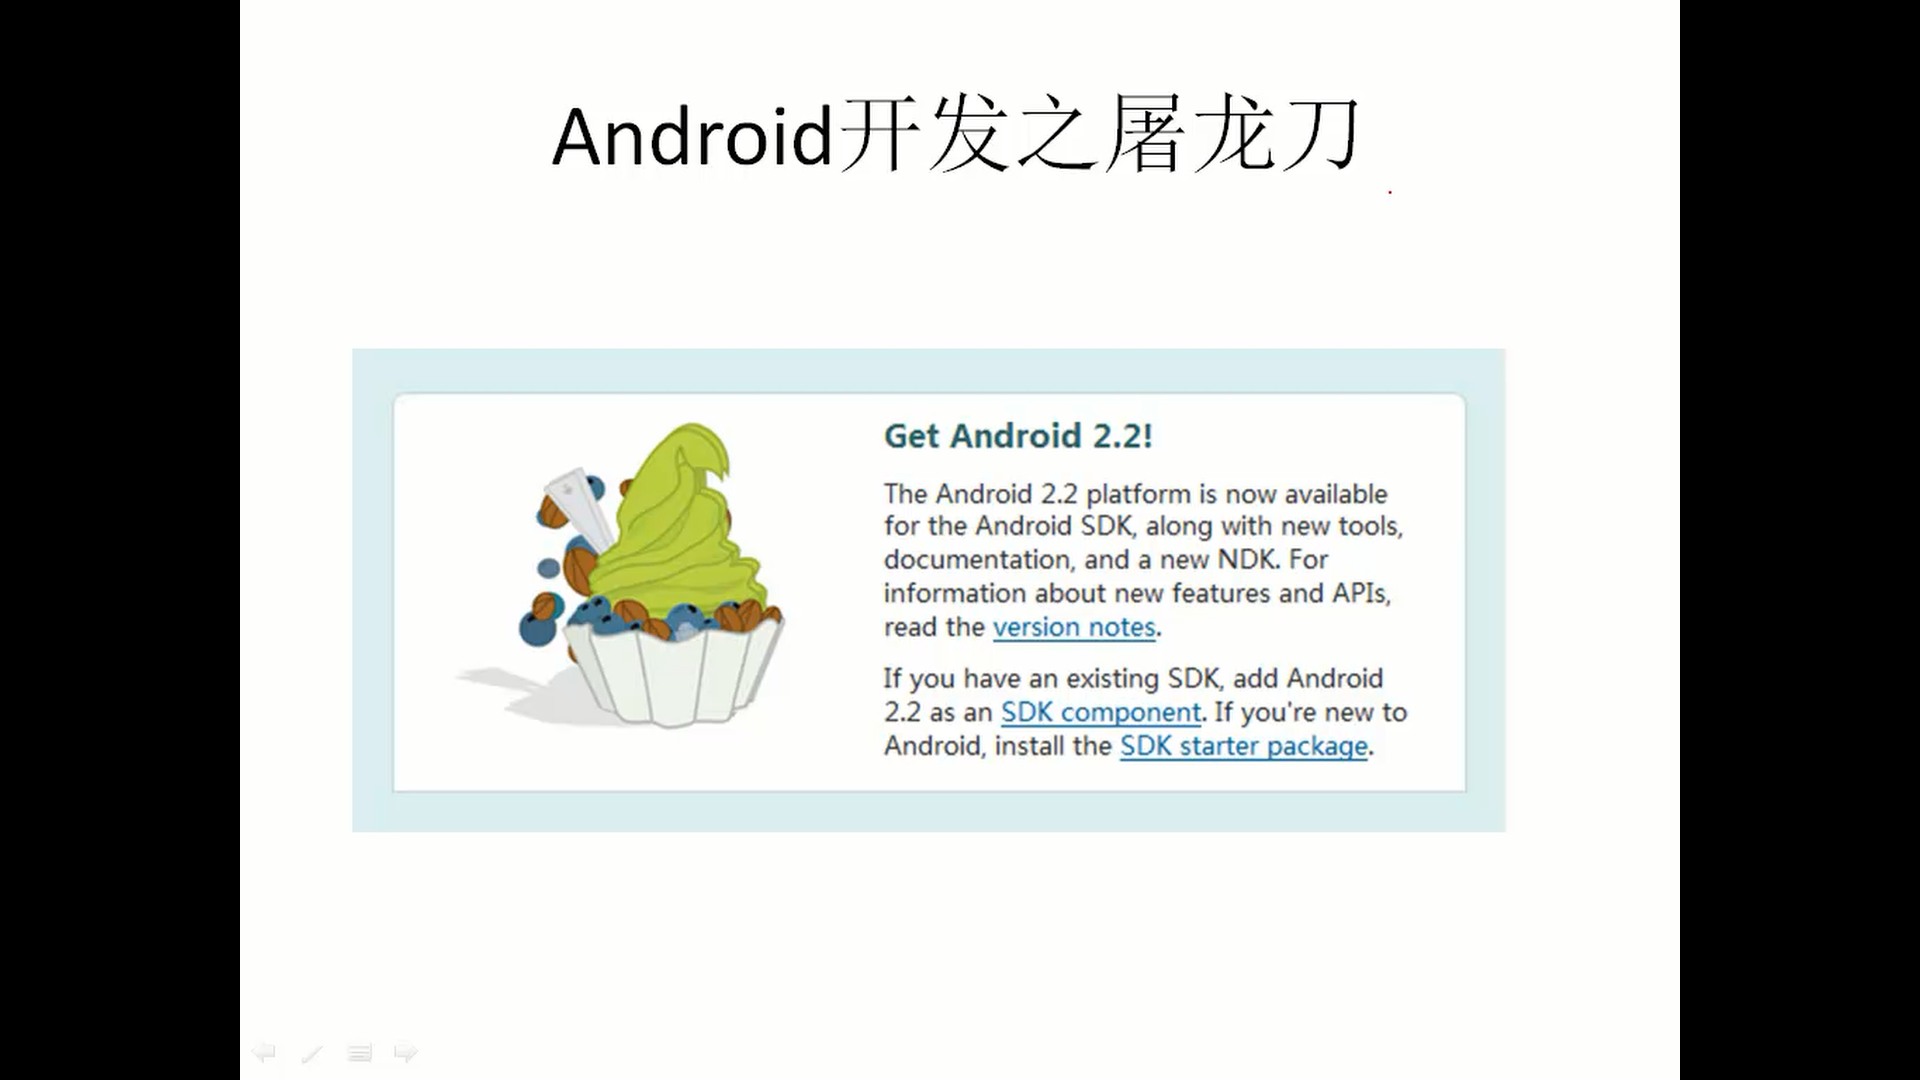 Android开发之屠龙刀
Get Android 2.2!
The Android 2.2 platform is now available
for the Android SDK, along with new tools,
documentation, and a new NDK. For
information about new features and APIs,
read the version notes.
If you have an existing SDK, add Android
2.2 as an SDK component. If you're new to
Android, install the SDK starter package.